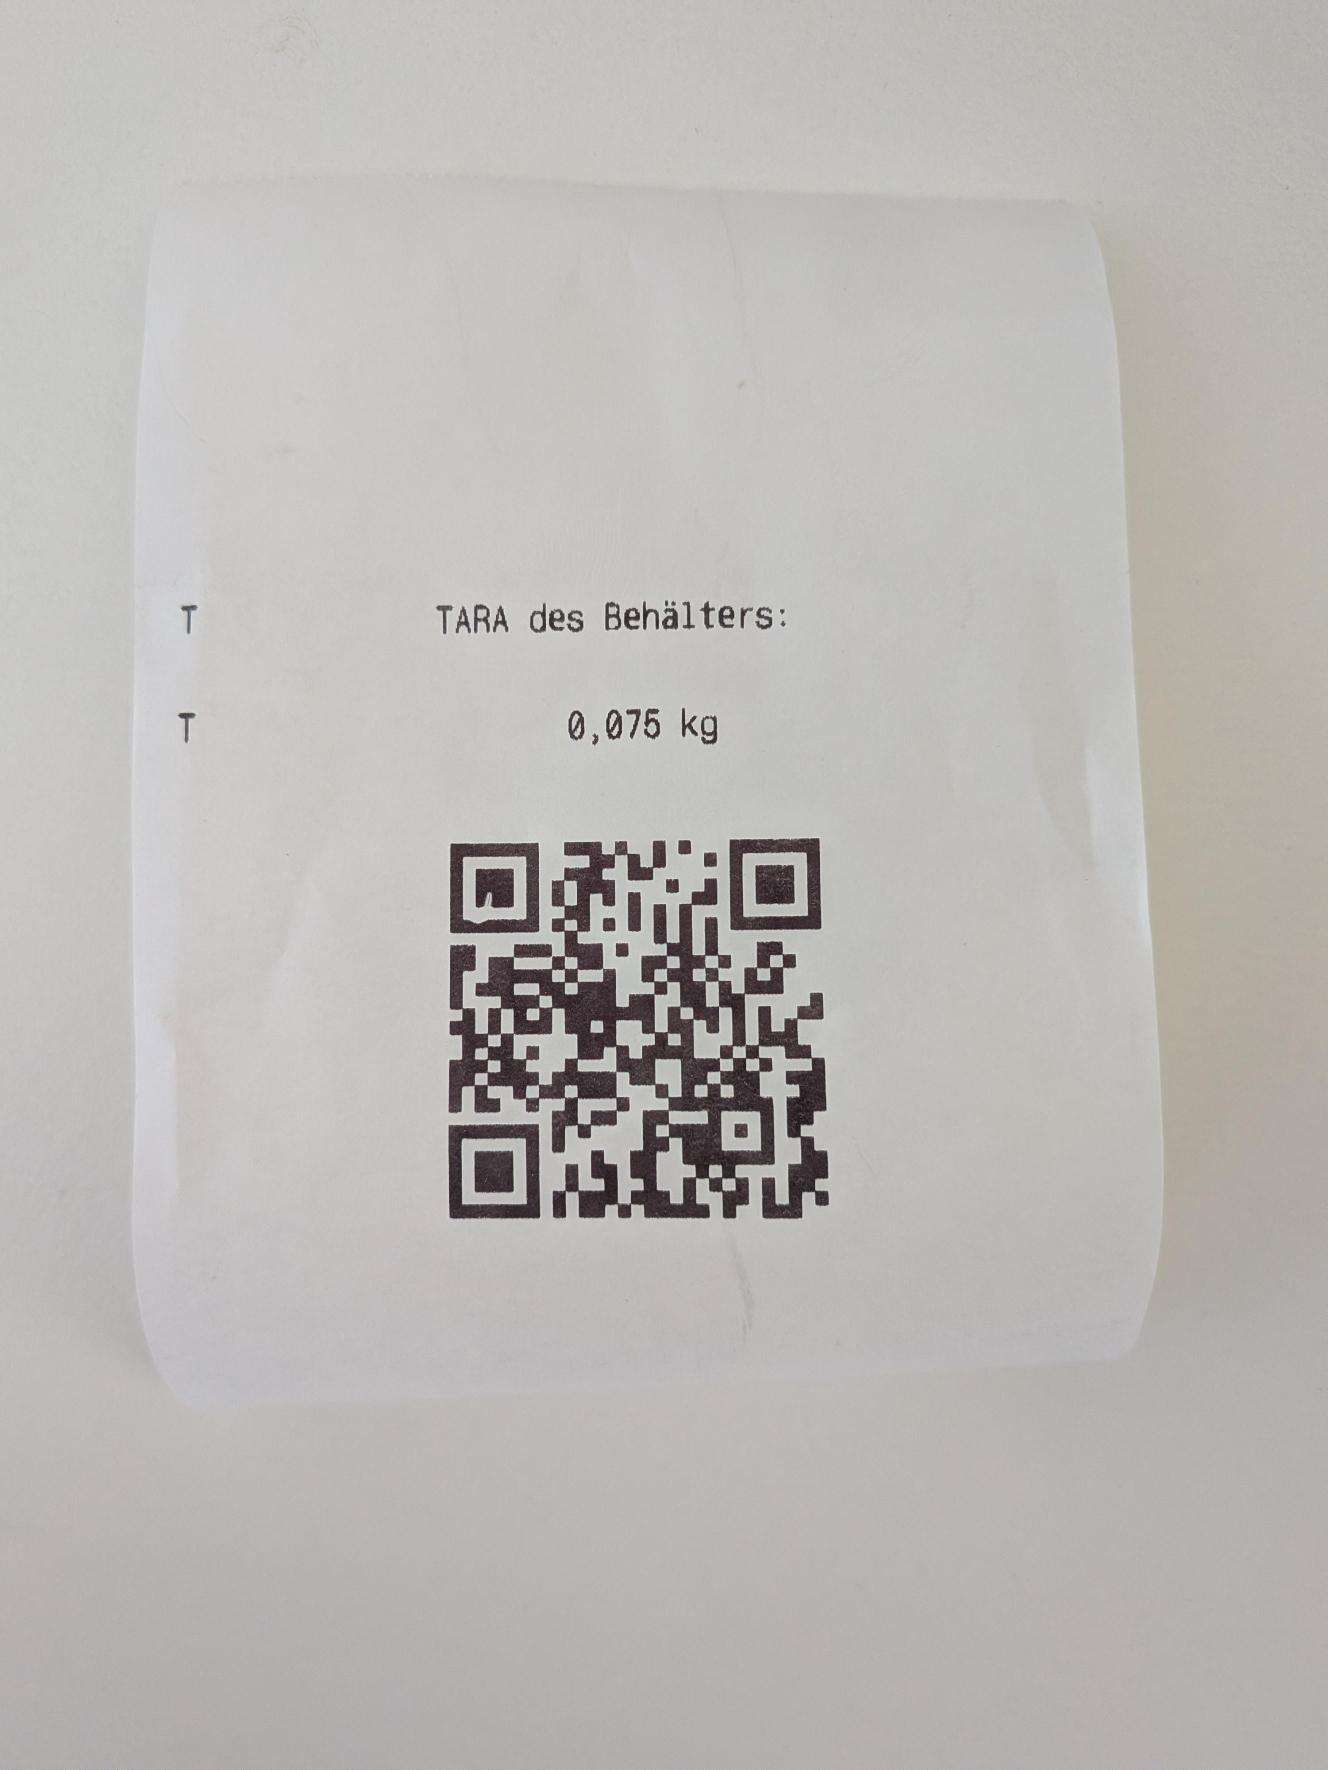 T TARA des Behälters:
T 0,075 kg